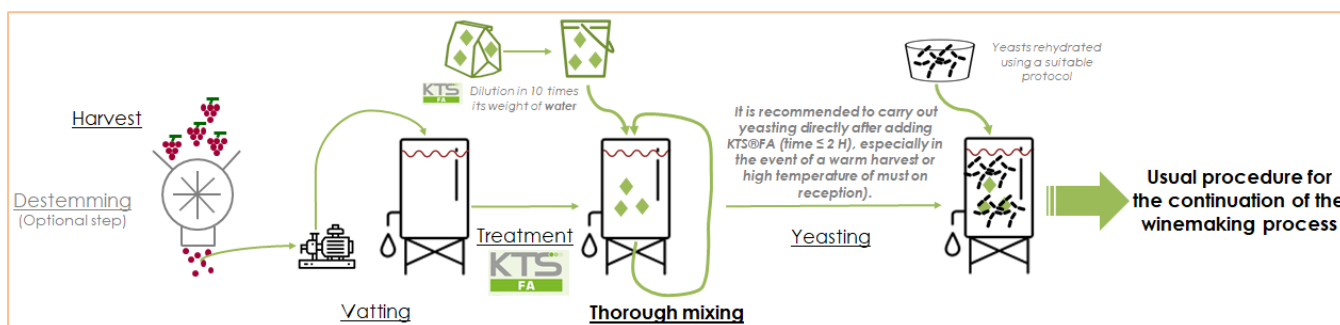 Harvest
Destemming
(Optional step)
Vatting
KTS
FA
Dilution in 10 times
its weight of water
Treatment
KTS
FA
Thorough mixing
It is recommended to carry out
yeasting directly after adding
KTS®FA (time ≤ 2 H), especially in
the event of a warm harvest or
high temperature of must on
reception).
Yeasting
Yeasts rehydrated
using a suitable
protocol
Usual procedure for
the continuation of the
winemaking process